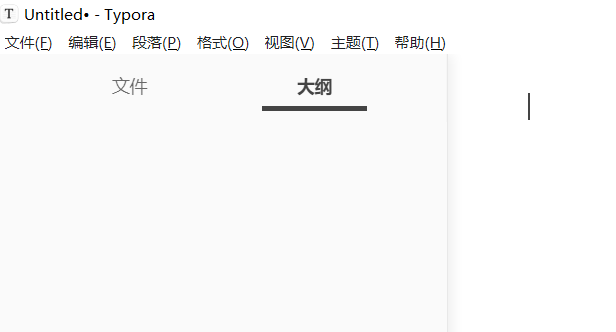 T Untitled• - Typora
文件(F) 编辑(E) 段落(P) 格式(O) 视图(V) 主题(T) 帮助(H)
文件 大纲